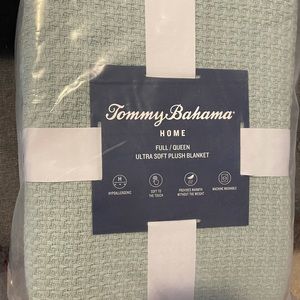 Tommy Bahama
HOME
FULL / QUEEN
ULTRA SOFT PLUSH BLANKET
H
HYPOALLERGENIC
SOFT TO
THE TOUCH
PROVIDES WARMTH
WITHOUT THE WEIGHT
MACHINE WASHABLE